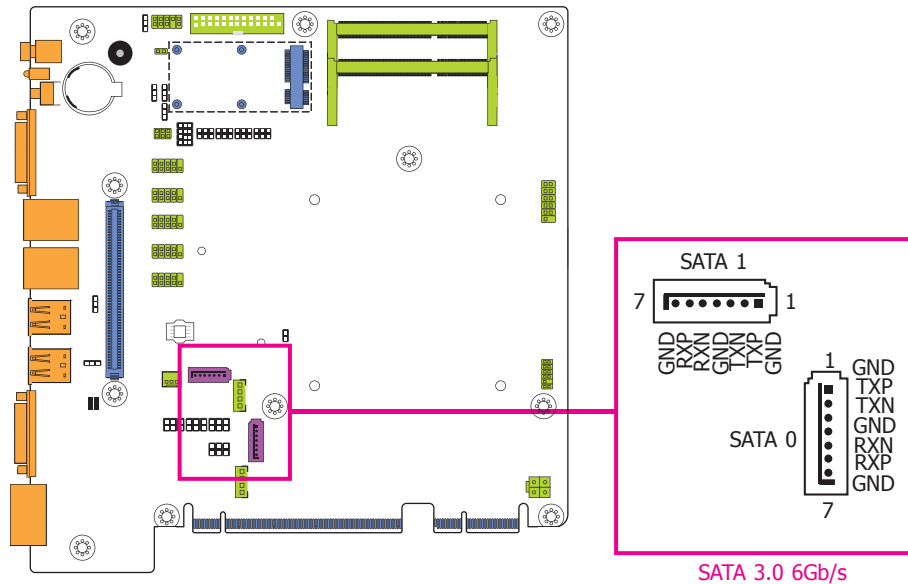 SATA 1
7 1
GND
RXP
RXN
GND
TXN
TXP
GND
SATA 0
1
GND
TXP
TXN
GND
RXN
RXP
GND
7
SATA 3.0 6Gb/s